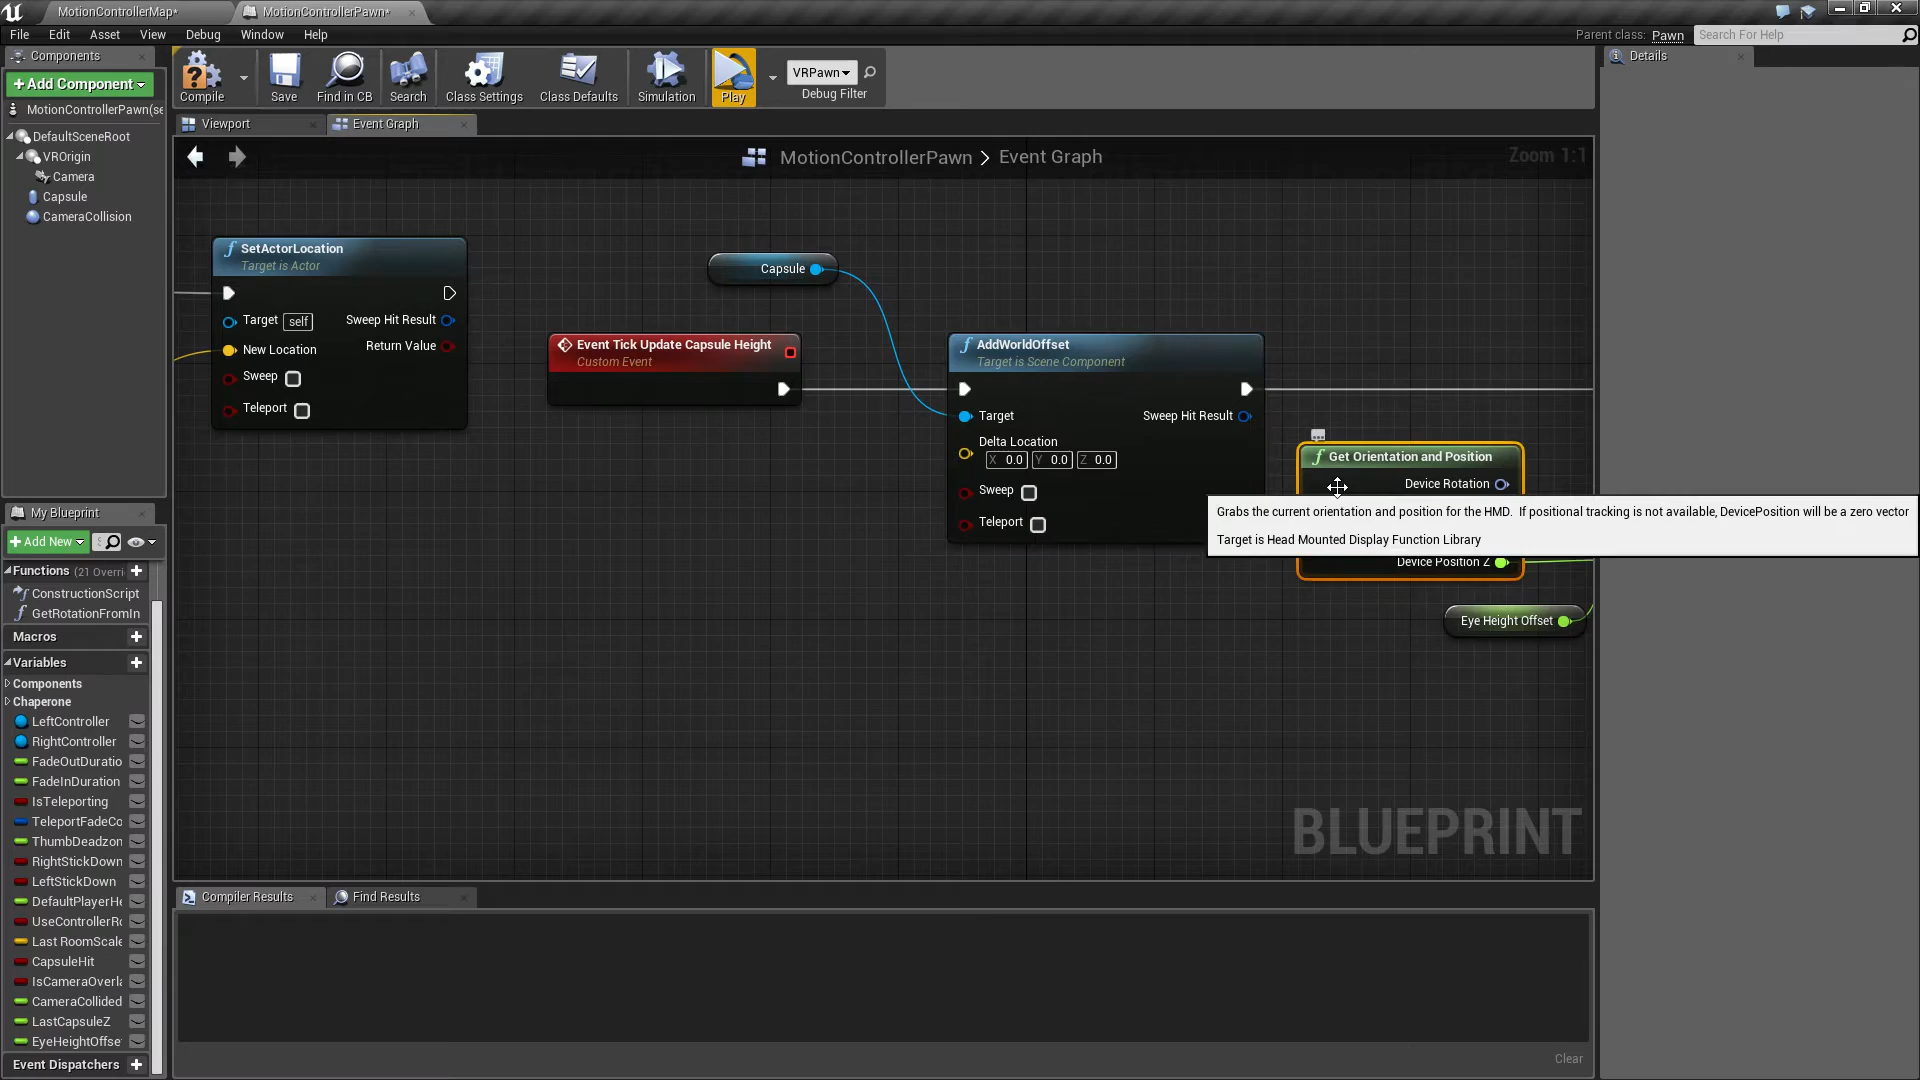 MotionControllerMap*
MotionControllerPawn*
File Edit Asset View Debug Window Help
Parent class: Pawn
Search For Help
Components
+ Add Component
MotionControllerPawn(se
DefaultSceneRoot
VROrigin
Camera
Capsule
CameraCollision
Compile
Save
Find in CB
Search
Class Settings
Class Defaults
Simulation
Play
VRPawn
Debug Filter
Details
Viewport
Event Graph
MotionControllerPawn > Event Graph
Zoom 1:1
SetActorLocation
Target is Actor
Target self
Sweep Hit Result
New Location
Return Value
Sweep
Teleport
Capsule
Event Tick Update Capsule Height
Custom Event
AddWorldOffset
Target is Scene Component
Target
Sweep Hit Result
Delta Location
X 0.0 Y 0.0 Z 0.0
Sweep
Teleport
Get Orientation and Position
Device Rotation
Grabs the current orientation and position for the HMD. If positional tracking is not available, DevicePosition will be a zero vector
Target is Head Mounted Display Function Library
Device Position Z
Eye Height Offset
BLUEPRINT
My Blueprint
+ Add New
Functions (21 Overri
ConstructionScript
GetRotationFromIn
Macros
Variables
Components
Chaperone
LeftController
RightController
FadeOutDuratio
FadeInDuration
IsTeleporting
TeleportFadeCo
ThumbDeadzon
RightStickDown
LeftStickDown
DefaultPlayerHe
UseControllerRo
Last RoomScale
CapsuleHit
IsCameraOverla
CameraCollided
LastCapsuleZ
EyeHeightOffse
Event Dispatchers
Compiler Results
Find Results
Clear